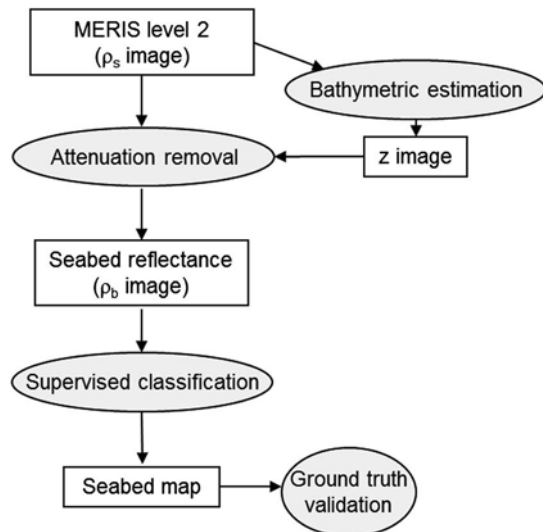 MERIS level 2
(ρs image)
Bathymetric estimation
Attenuation removal
z image
Seabed reflectance
(ρb image)
Supervised classification
Seabed map
Ground truth
validation